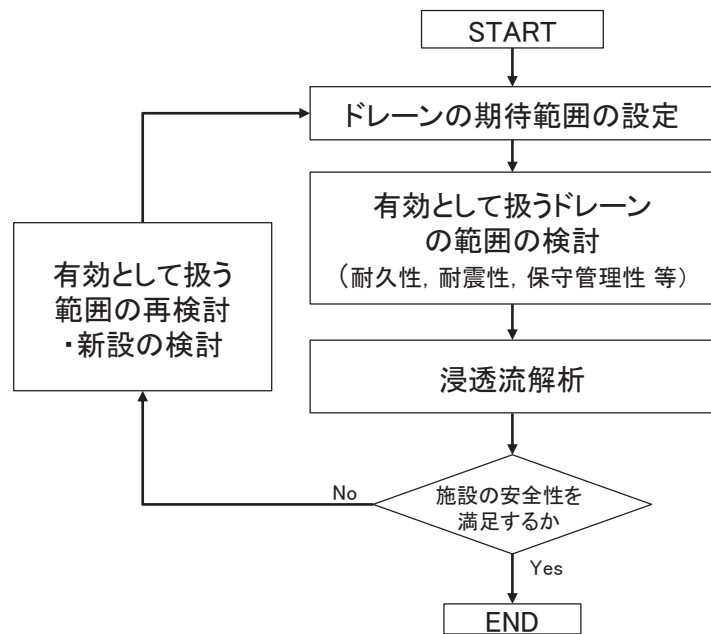 START
ドレーンの期待範囲の設定
有効として扱うドレーン
の範囲の検討
（耐久性，耐震性，保守管理性 等）
有効として扱う
範囲の再検討
・新設の検討
浸透流解析
施設の安全性を
満足するか
No
Yes
END